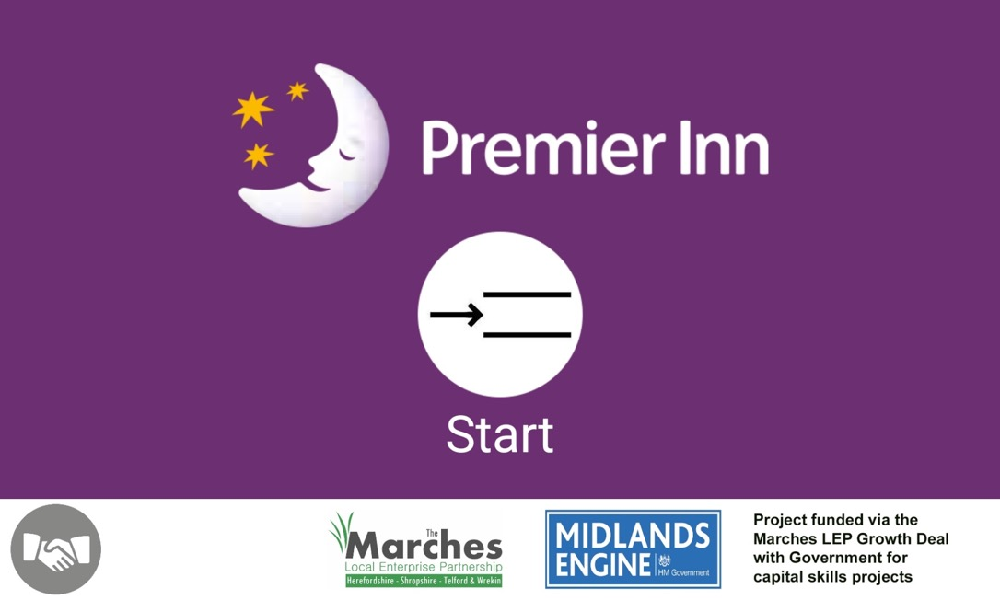 Premier Inn
Start
The
Marches
Local Enterprise Partnership
Herefordshire - Shropshire - Telford & Wrekin
MIDLANDS
ENGINE
HM Government
Project funded via the
Marches LEP Growth Deal
with Government for
capital skills projects